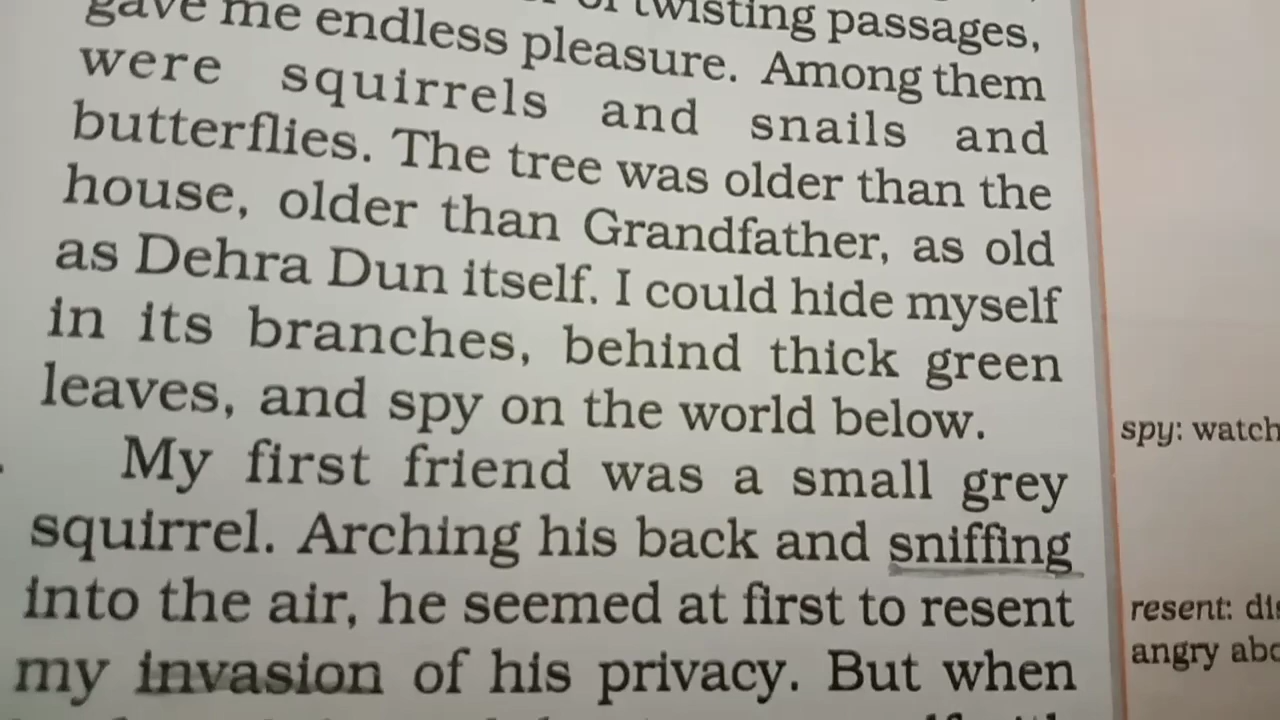 gave me endless pleasure. Among them
of twisting passages,
were squirrels and snails and
butterflies. The tree was older than the
house, older than Grandfather, as old
as Dehra Dun itself. I could hide myself
in its branches, behind thick green
leaves, and spy on the world below.
spy: watch
My first friend was a small grey
squirrel. Arching his back and sniffing
into the air, he seemed at first to resent
resent:
my invasion of his privacy. But when
angry